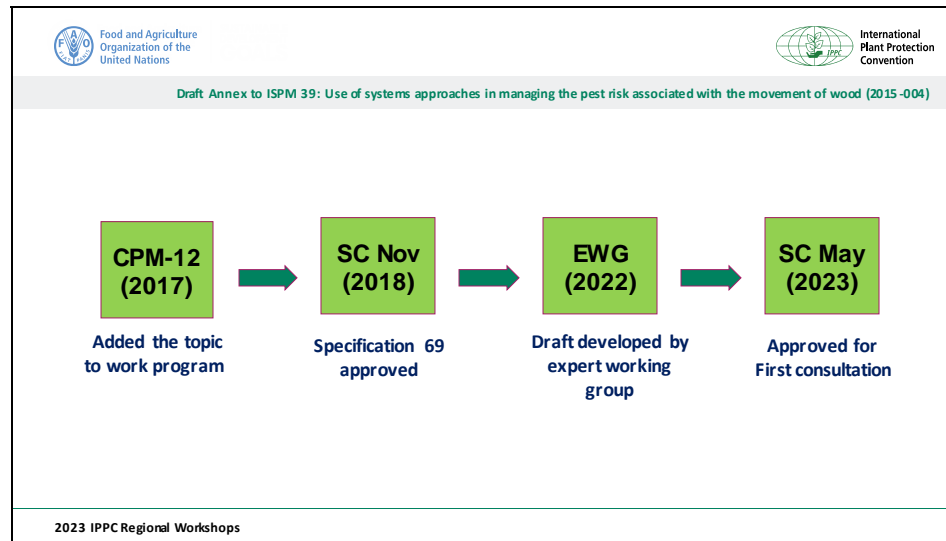 Food and Agriculture
Organization of the
United Nations
F A O
FIAT PANIS
IPPC
International
Plant Protection
Convention
Draft Annex to ISPM 39: Use of systems approaches in managing the pest risk associated with the movement of wood (2015-004)
CPM-12
(2017)
SC Nov
(2018)
EWG
(2022)
SC May
(2023)
Added the topic
to work program
Specification 69
approved
Draft developed by
expert working
group
Approved for
First consultation
2023 IPPC Regional Workshops